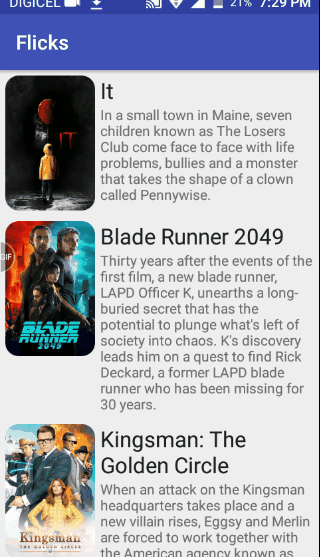 DIGICEL 21% 7:29 PM
Flicks
It
In a small town in Maine, seven
children known as The Losers
Club come face to face with life
problems, bullies and a monster
that takes the shape of a clown
called Pennywise.
IT
Blade Runner 2049
Thirty years after the events of the
first film, a new blade runner,
LAPD Officer K, unearths a long-
buried secret that has the
potential to plunge what's left of
society into chaos. K's discovery
leads him on a quest to find Rick
Deckard, a former LAPD blade
runner who has been missing for
30 years.
GIF
BLADE
RUNNER
2049
Kingsman: The
Golden Circle
When an attack on the Kingsman
headquarters takes place and a
new villain rises, Eggsy and Merlin
are forced to work together with
the American agency known as
Kingsman
THE GOLDEN CIRCLE